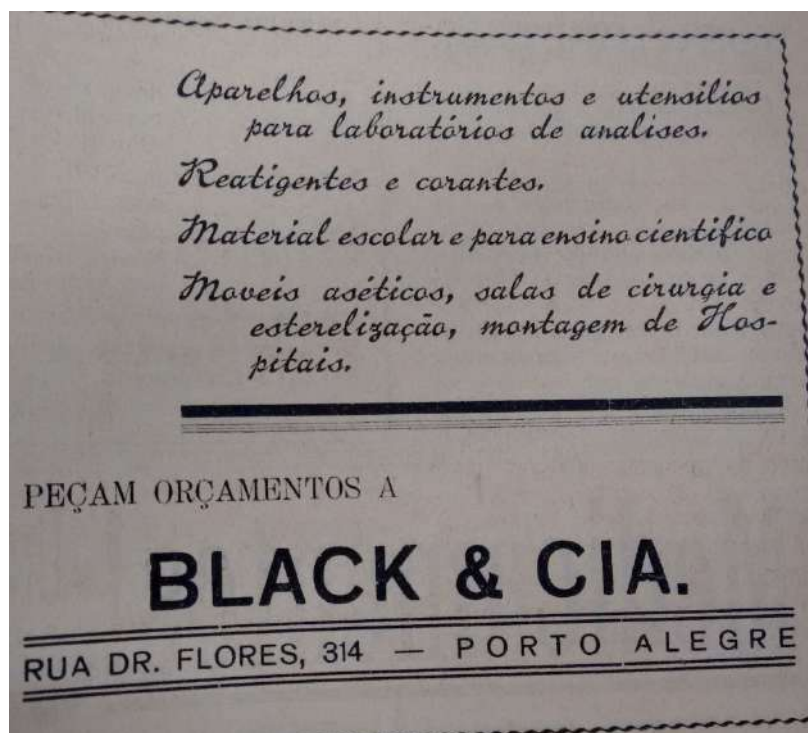 Aparelhos, instrumentos e utensilios
para laboratórios de analises.
Reatigentes e corantes.
Material escolar e para ensino cientifico
Moveis aséticos, salas de cirurgia e
esterelização, montagem de Hos-
pitais.
PEÇAM ORÇAMENTOS A
BLACK & CIA.
RUA DR. FLORES, 314 — PORTO ALEGRE